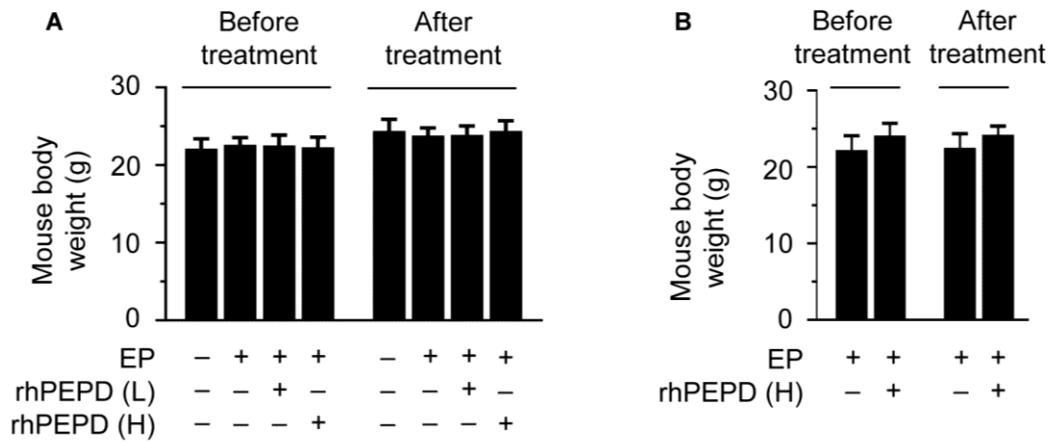 A
Before treatment
After treatment
Mouse body weight (g)
30
20
10
0
EP – + + + – + + +
rhPEPD (L) – – + – – – + –
rhPEPD (H) – – – + – – – +
B
Before treatment
After treatment
Mouse body weight (g)
30
20
10
0
EP + + + +
rhPEPD (H) – + – +